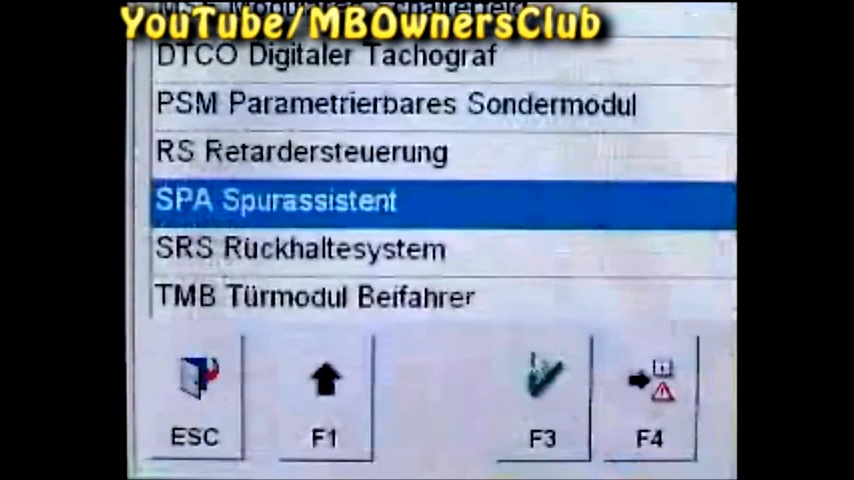 YouTube/MBOwnersClub
DTCO Digitaler Tachograf
PSM Parametrierbares Sondermodul
RS Retardersteuerung
SPA Spurassistent
SRS Rückhaltesystem
TMB Türmodul Beifahrer
ESC F1 F3 F4